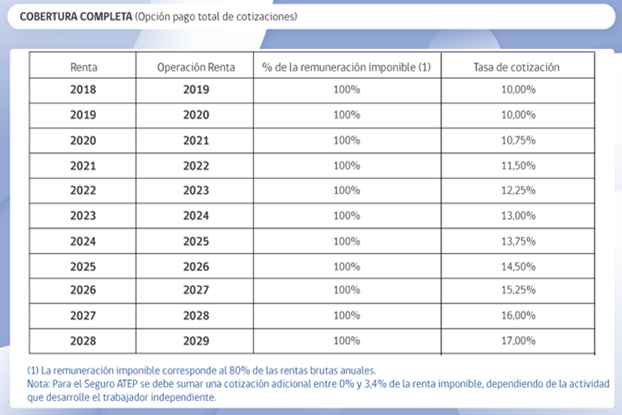 COBERTURA COMPLETA (Opción pago total de cotizaciones)
Renta Operación Renta % de la remuneración imponible (1) Tasa de cotización
2018 2019 100% 10,00%
2019 2020 100% 10,00%
2020 2021 100% 10,75%
2021 2022 100% 11,50%
2022 2023 100% 12,25%
2023 2024 100% 13,00%
2024 2025 100% 13,75%
2025 2026 100% 14,50%
2026 2027 100% 15,25%
2027 2028 100% 16,00%
2028 2029 100% 17,00%
(1) La remuneración imponible corresponde al 80% de las rentas brutas anuales.
Nota: Para el Seguro ATEP se debe sumar una cotización adicional entre 0% y 3,4% de la renta imponible, dependiendo de la actividad
que desarrolle el trabajador independiente.